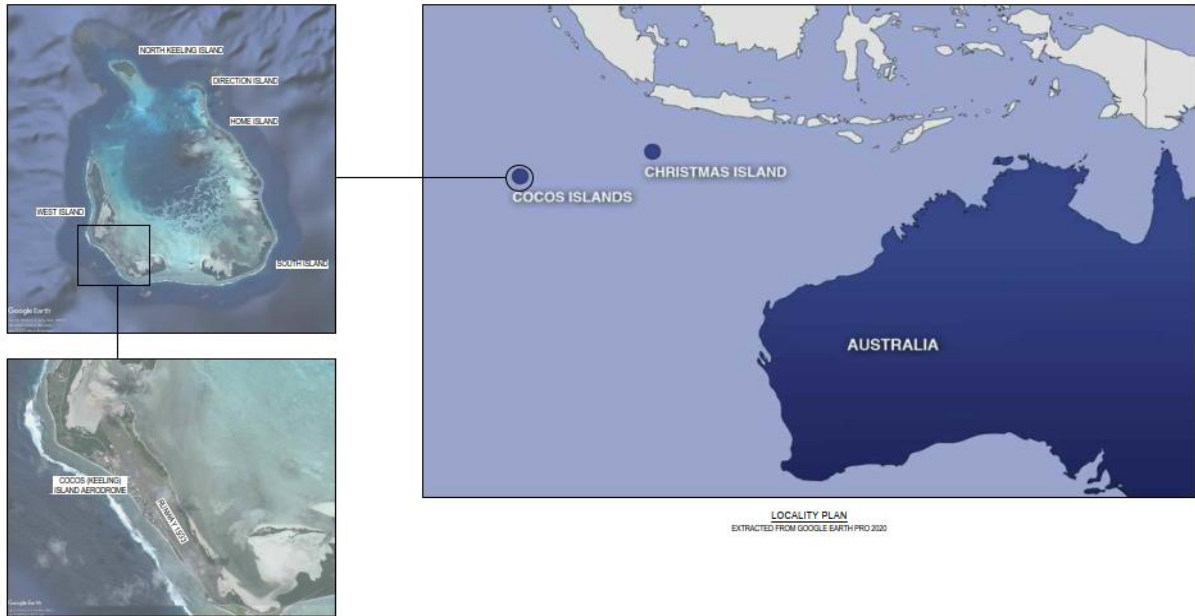 NORTH KEELING ISLAND
DIRECTION ISLAND
HOME ISLAND
WEST ISLAND
SOUTH ISLAND
Google Earth
CHRISTMAS ISLAND
COCOS ISLANDS
AUSTRALIA
COCOS (KEELING)
ISLAND AERODROME
RUNWAY 15/33
Google Earth
LOCALITY PLAN
EXTRACTED FROM GOOGLE EARTH PRO 2020